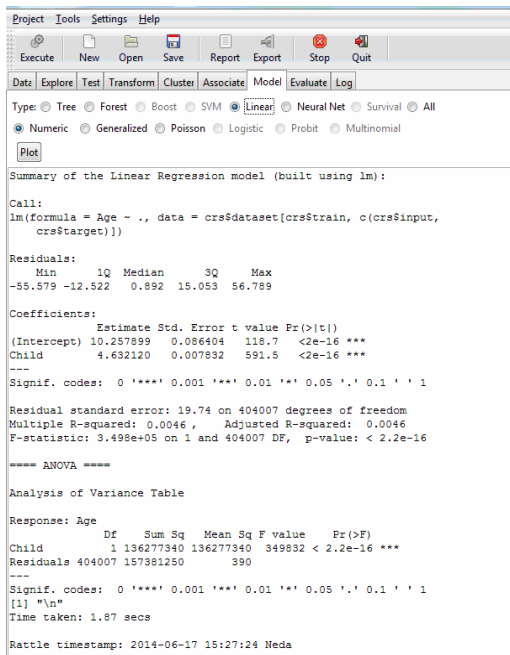 Project Tools Settings Help
Execute New Open Save Report Export Stop Quit
Data Explore Test Transform Cluster Associate Model Evaluate Log
Type: Tree Forest Boost SVM Linear Neural Net Survival All
Numeric Generalized Poisson Logistic Probit Multinomial
Plot
Summary of the Linear Regression model (built using lm):
Call:
lm(formula = Age ~ ., data = crs$dataset[crs$train, c(crs$input,
crs$target)])
Residuals:
Min 1Q Median 3Q Max
-55.579 -12.522 0.892 15.053 56.789
Coefficients:
Estimate Std. Error t value Pr(>|t|)
(Intercept) 10.257899 0.086404 118.7 <2e-16 ***
Child 4.632120 0.007832 591.5 <2e-16 ***
---
Signif. codes: 0 '***' 0.001 '**' 0.01 '*' 0.05 '.' 0.1 ' ' 1
Residual standard error: 19.74 on 404007 degrees of freedom
Multiple R-squared: 0.0046 , Adjusted R-squared: 0.0046
F-statistic: 3.498e+05 on 1 and 404007 DF, p-value: < 2.2e-16
==== ANOVA ====
Analysis of Variance Table
Response: Age
Df Sum Sq Mean Sq F value Pr(>F)
Child 1 136277340 136277340 349832 < 2.2e-16 ***
Residuals 404007 157381250 390
---
Signif. codes: 0 '***' 0.001 '**' 0.01 '*' 0.05 '.' 0.1 ' ' 1
[1] "\n"
Time taken: 1.87 secs
Rattle timestamp: 2014-06-17 15:27:24 Neda